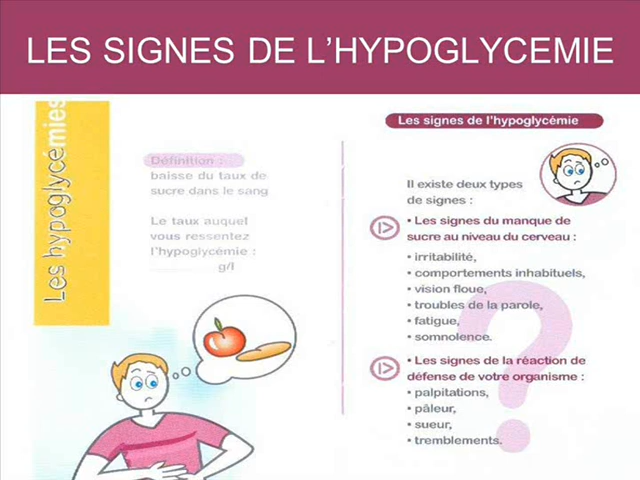 LES SIGNES DE L’HYPOGLYCEMIE
Les hypoglycémies
Définition :
baisse du taux de
sucre dans le sang
Le taux auquel
vous ressentez
l’hypoglycémie :
g/l
Les signes de l’hypoglycémie
Il existe deux types
de signes :
• Les signes du manque de
sucre au niveau du cerveau :
• irritabilité,
• comportements inhabituels,
• vision floue,
• troubles de la parole,
• fatigue,
• somnolence.
• Les signes de la réaction de
défense de votre organisme :
• palpitations,
• pâleur,
• sueur,
• tremblements.